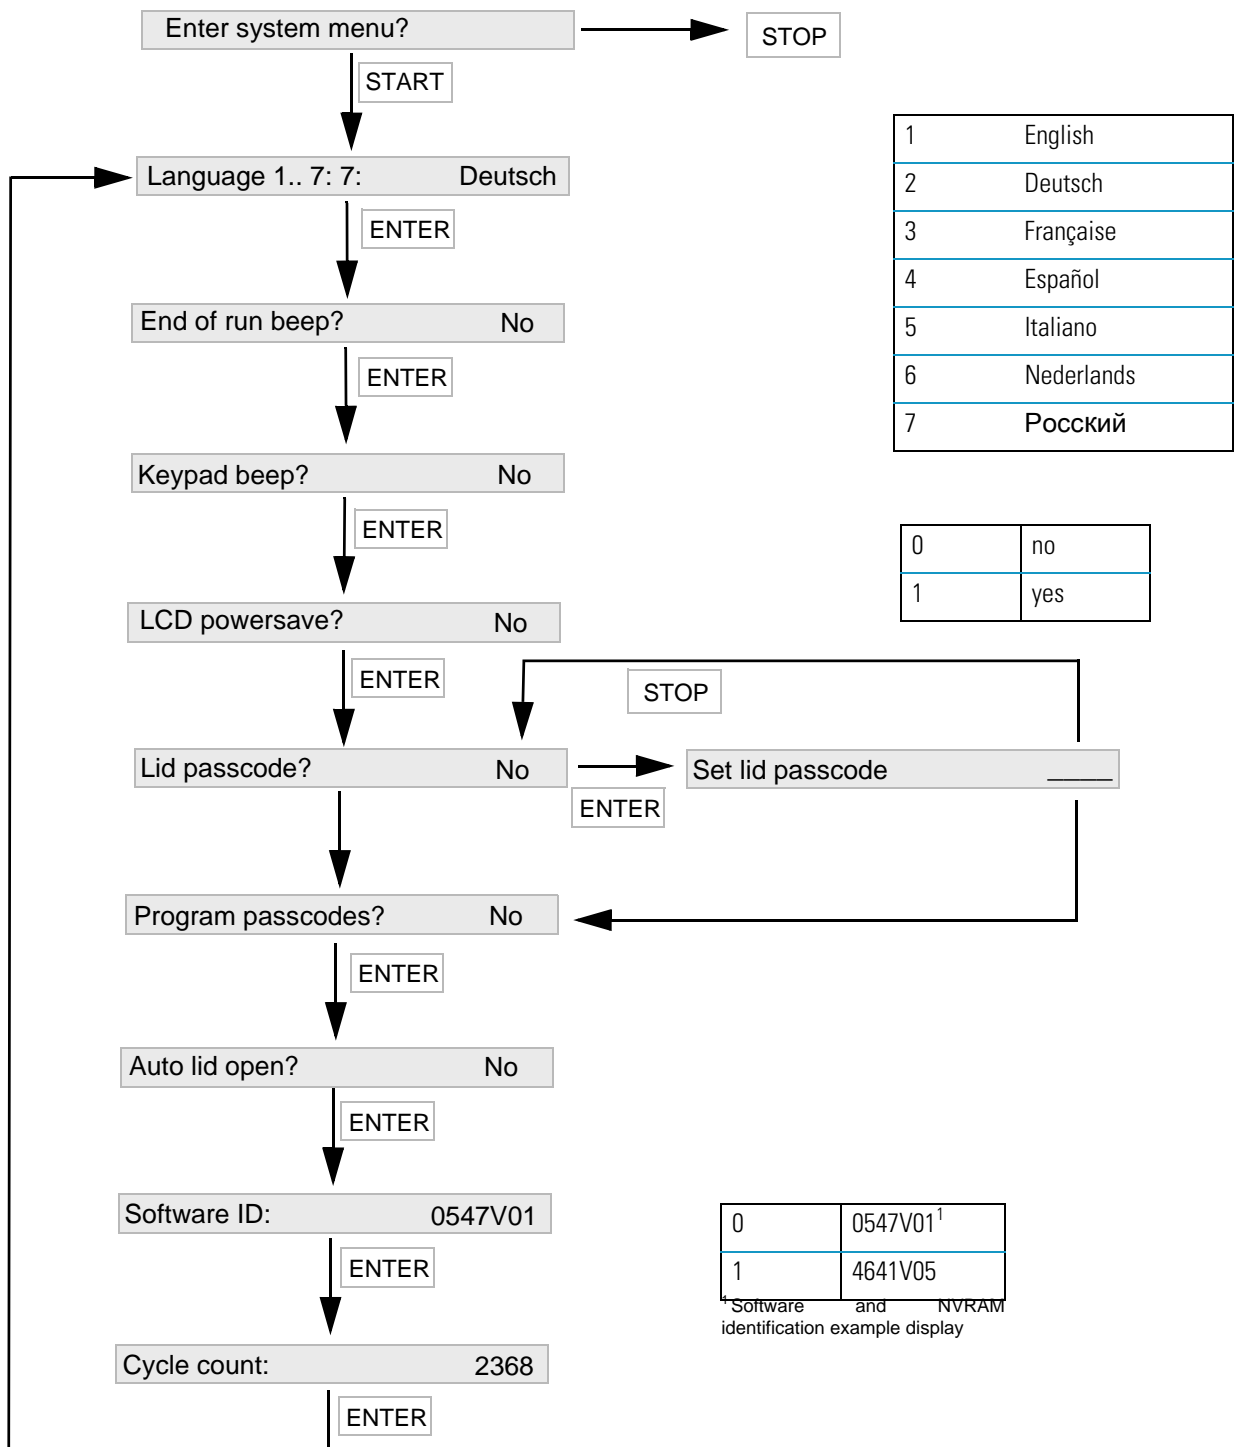 Enter system menu?
STOP
START
Language 1.. 7: 7: Deutsch
ENTER
End of run beep? No
ENTER
Keypad beep? No
ENTER
LCD powersave? No
ENTER
STOP
Lid passcode? No
ENTER
Set lid passcode ____
Program passcodes? No
ENTER
Auto lid open? No
ENTER
Software ID: 0547V01
ENTER
Cycle count: 2368
ENTER
1 English
2 Deutsch
3 Française
4 Español
5 Italiano
6 Nederlands
7 Росский
0 no
1 yes
0 0547V01¹
1 4641V05
¹Software and NVRAM
identification example display